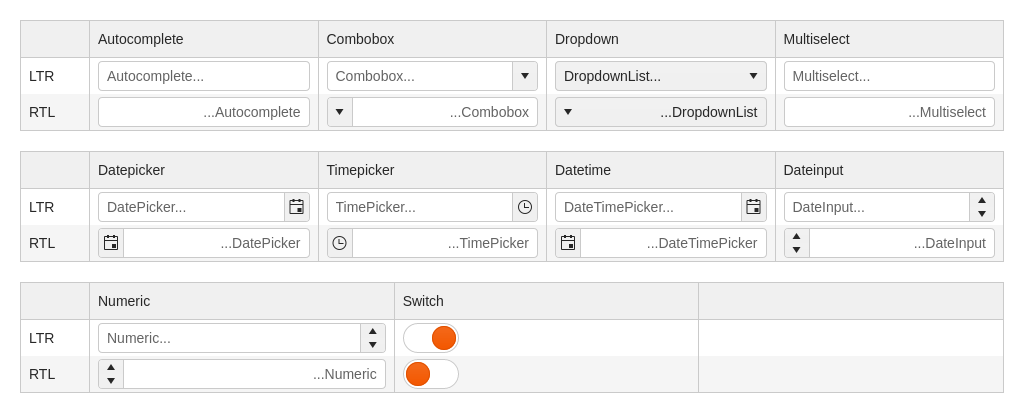 Autocomplete Combobox Dropdown Multiselect
LTR Autocomplete... Combobox... DropdownList... Multiselect...
RTL ...Autocomplete ...Combobox ...DropdownList ...Multiselect
Datepicker Timepicker Datetime Dateinput
LTR DatePicker... TimePicker... DateTimePicker... DateInput...
RTL ...DatePicker ...TimePicker ...DateTimePicker ...DateInput
Numeric Switch
LTR Numeric...
RTL ...Numeric